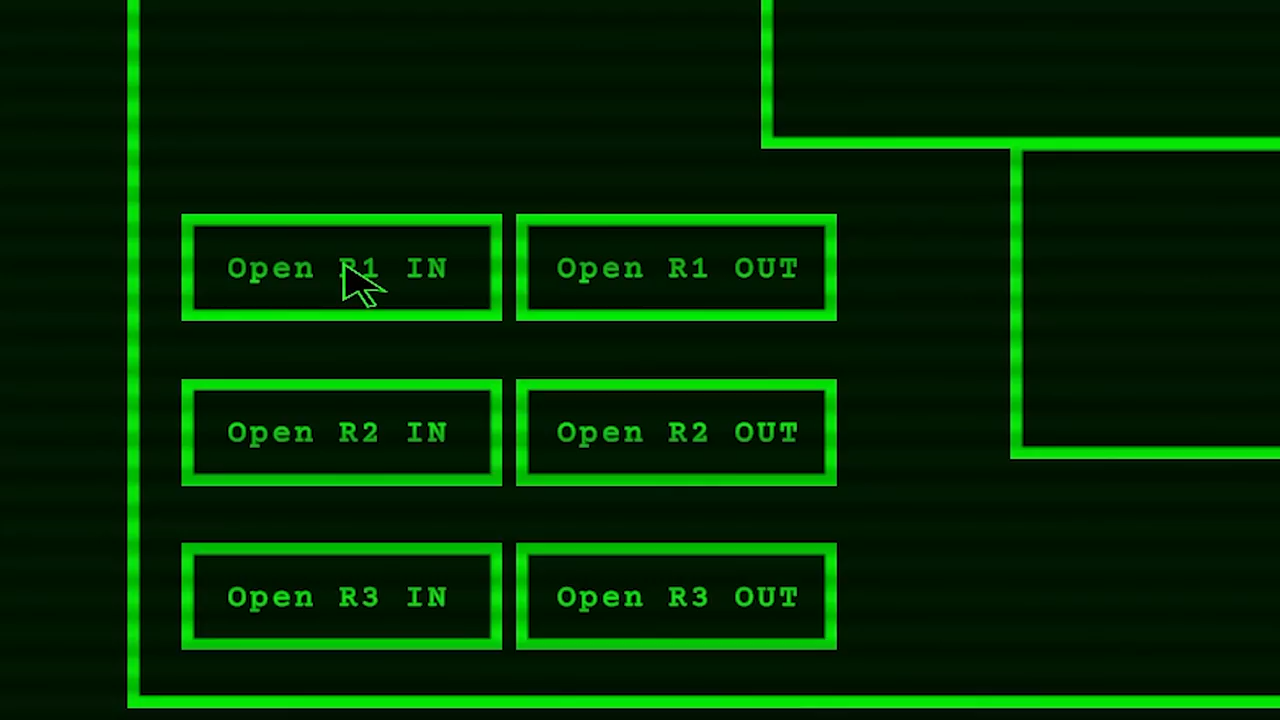 Open R1 IN
Open R1 OUT
Open R2 IN
Open R2 OUT
Open R3 IN
Open R3 OUT